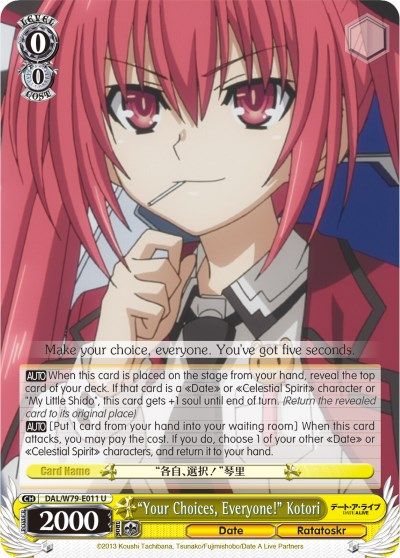 LEVEL
0
0
COST
Make your choice, everyone. You've got five seconds.
AUTO When this card is placed on the stage from your hand, reveal the
top card of your deck. If that card is a «Date» or «Celestial Spirit» character or
"My Little Shido", this card gets +1 soul until end of turn. (Return the revealed
card to its original place)
AUTO [Put 1 card from your hand into your waiting room] When this card
attacks, you may pay the cost. If you do, choose 1 of your other «Date» or
«Celestial Spirit» characters, and return it to your hand.
Card Name
“各自、選択！”琴里
CH DAL/W79-E011 U
"Your Choices, Everyone!" Kotori
デート・ア・ライブ
DATE A LIVE
POWER
2000
SOUL
Date
Ratatoskr
©2013 Koushi Tachibana, Tsunako/Fujimishobo/Date A Live Partners